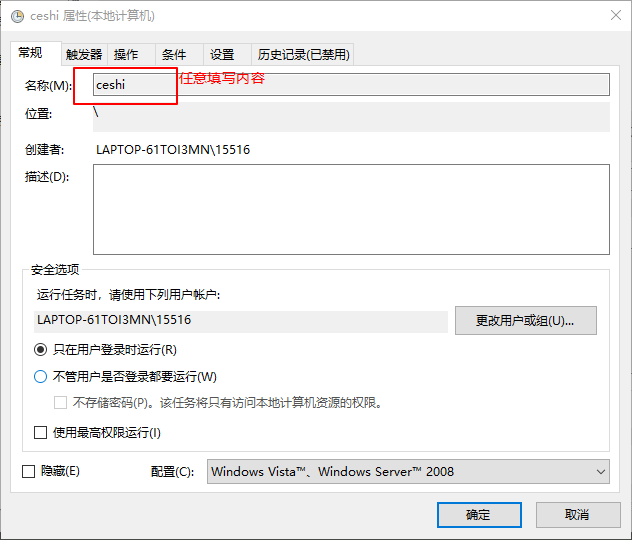 ceshi 属性(本地计算机)
常规 触发器 操作 条件 设置 历史记录(已禁用)
名称(M): ceshi 任意填写内容
位置: \
创建者: LAPTOP-61TOI3MN\15516
描述(D):
安全选项
运行任务时，请使用下列用户帐户:
LAPTOP-61TOI3MN\15516 更改用户或组(U)...
只在用户登录时运行(R)
不管用户是否登录都要运行(W)
不存储密码(P)。该任务将只有访问本地计算机资源的权限。
使用最高权限运行(I)
隐藏(E) 配置(C): Windows Vista™、Windows Server™ 2008
确定 取消